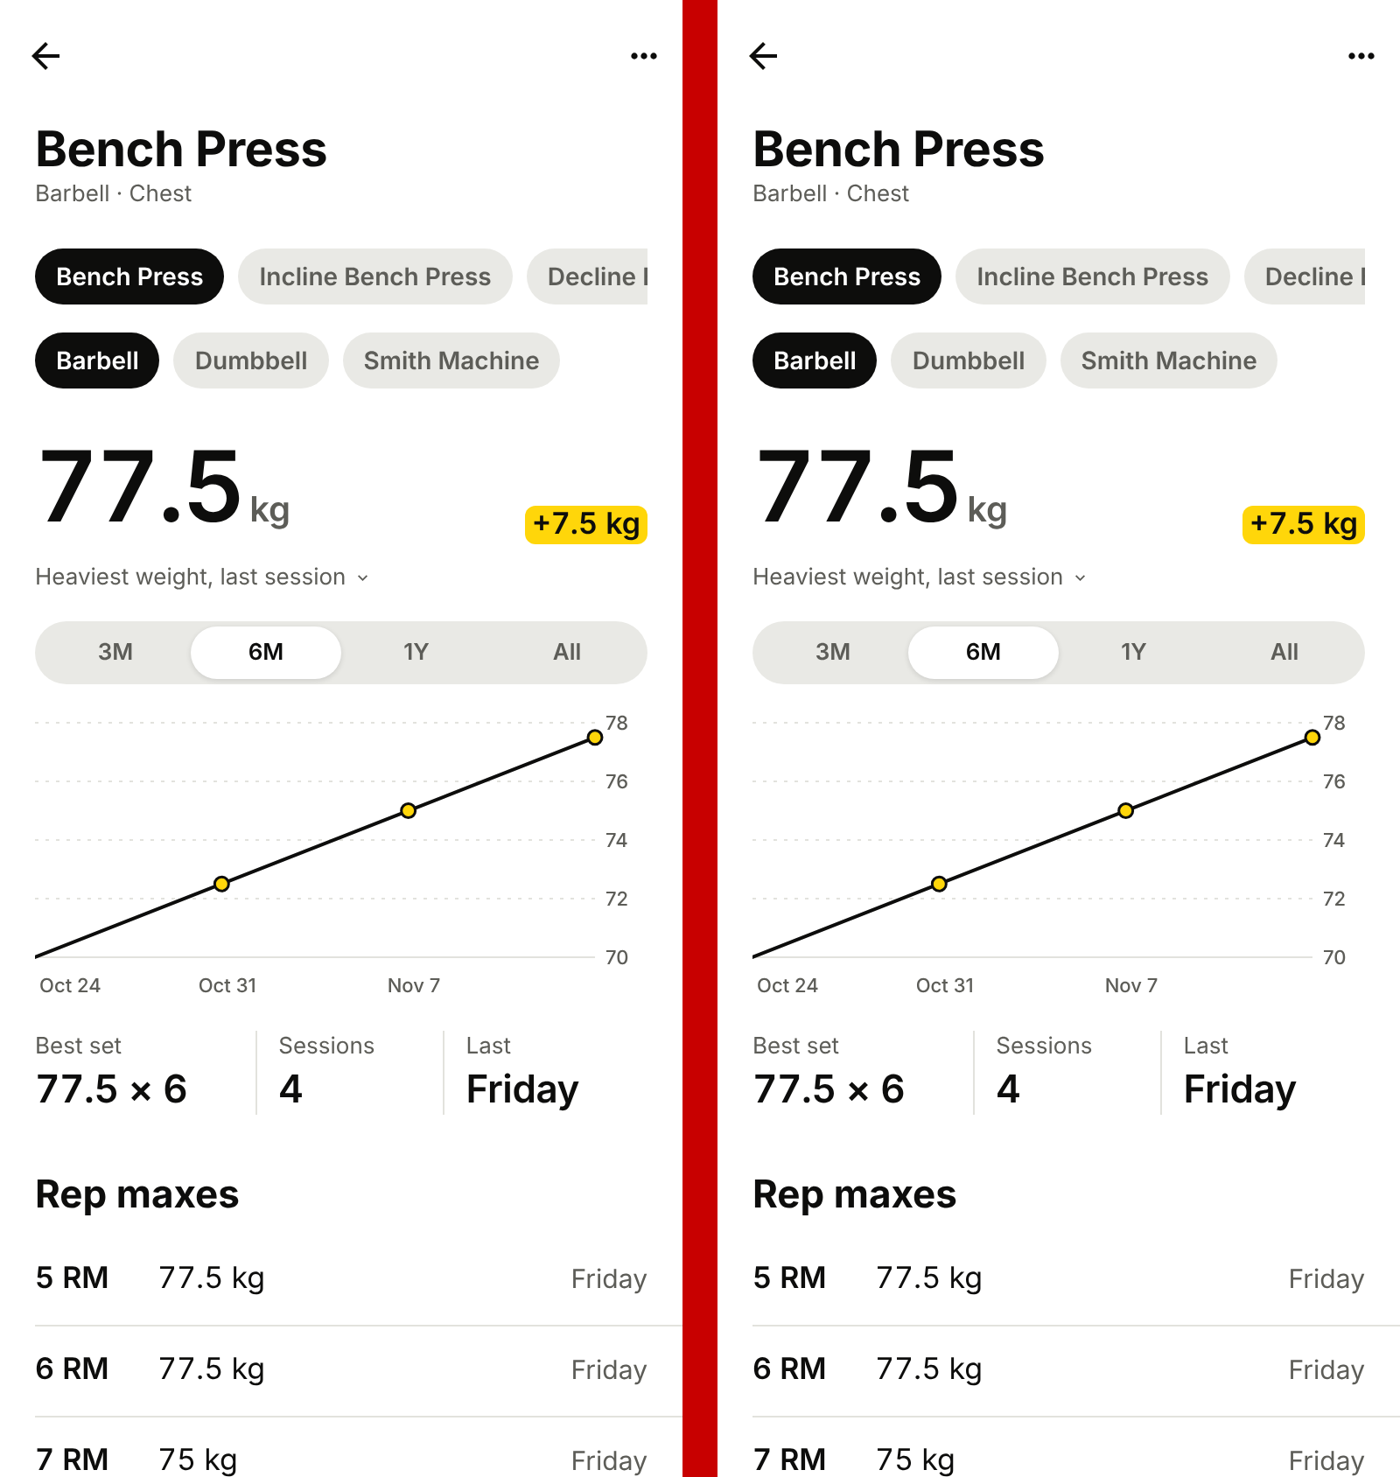 Bench Press
Barbell · Chest
Bench Press
Incline Bench Press
Decline
Barbell
Dumbbell
Smith Machine
77.5 kg
+7.5 kg
Heaviest weight, last session
3M
6M
1Y
All
78
76
74
72
70
Oct 24
Oct 31
Nov 7
Best set
Sessions
Last
77.5 × 6
4
Friday
Rep maxes
5 RM 77.5 kg Friday
6 RM 77.5 kg Friday
7 RM 75 kg Friday
Bench Press
Barbell · Chest
Bench Press
Incline Bench Press
Decline
Barbell
Dumbbell
Smith Machine
77.5 kg
+7.5 kg
Heaviest weight, last session
3M
6M
1Y
All
78
76
74
72
70
Oct 24
Oct 31
Nov 7
Best set
Sessions
Last
77.5 × 6
4
Friday
Rep maxes
5 RM 77.5 kg Friday
6 RM 77.5 kg Friday
7 RM 75 kg Friday